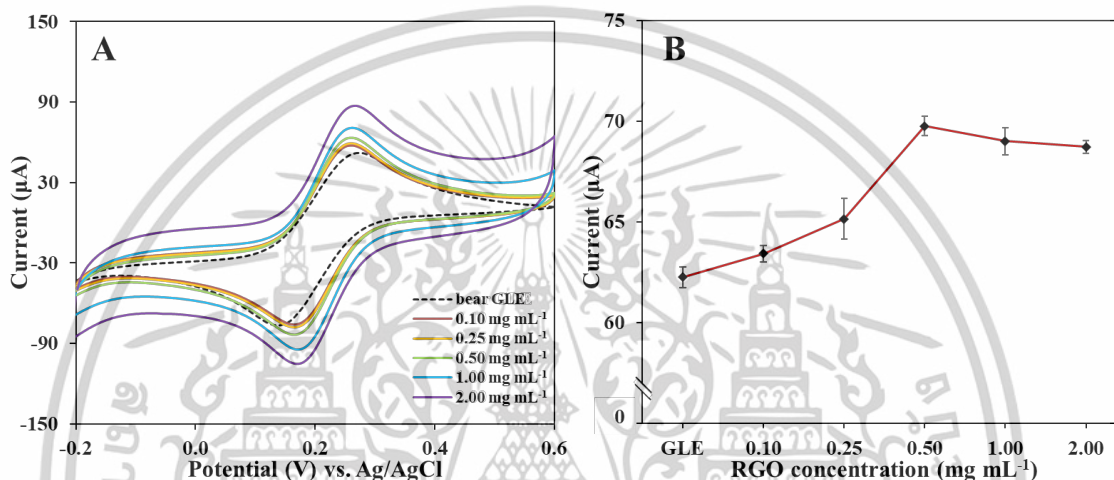 A
150
90
30
-30
-90
-150
Current (µA)
-0.2
0.0
0.2
0.4
0.6
Potential (V) vs. Ag/AgCl
bear GLE
0.10 mg mL⁻¹
0.25 mg mL⁻¹
0.50 mg mL⁻¹
1.00 mg mL⁻¹
2.00 mg mL⁻¹
B
75
70
65
60
0
Current (µA)
GLE
0.10
0.25
0.50
1.00
2.00
RGO concentration (mg mL⁻¹)